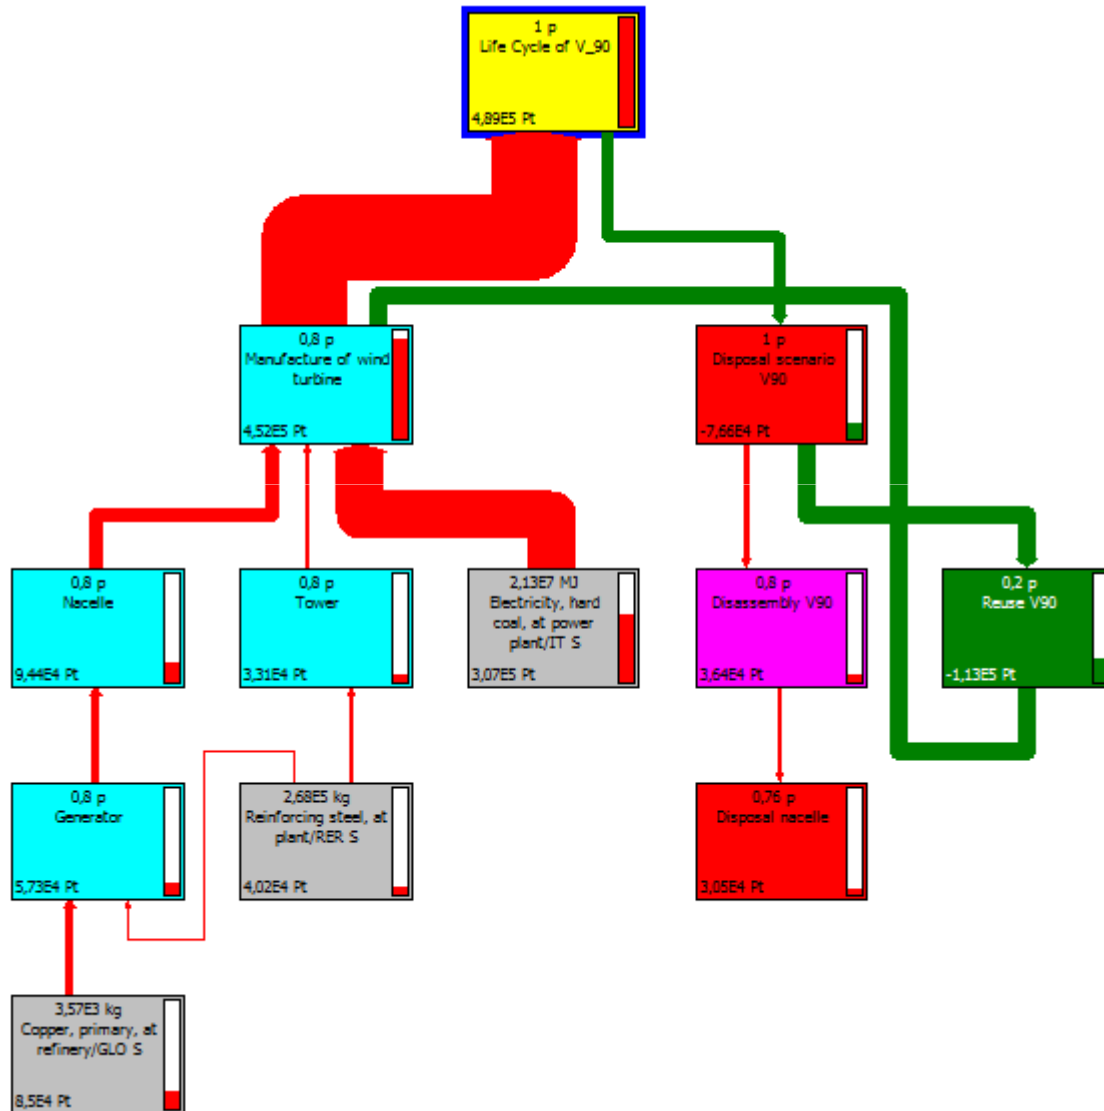 1 p
Life Cycle of V_90
4,89E5 Pt
0,8 p
Manufacture of wind
turbine
4,52E5 Pt
1 p
Disposal scenario
V90
-7,66E4 Pt
0,8 p
Nacelle
9,44E4 Pt
0,8 p
Tower
3,31E4 Pt
2,13E7 MJ
Electricity, hard
coal, at power
plant/IT S
3,07E5 Pt
0,8 p
Disassembly V90
3,64E4 Pt
0,2 p
Reuse V90
-1,13E5 Pt
0,8 p
Generator
5,73E4 Pt
2,68E5 kg
Reinforcing steel, at
plant/RER S
4,02E4 Pt
0,76 p
Disposal nacelle
3,05E4 Pt
3,57E3 kg
Copper, primary, at
refinery/GLO S
8,5E4 Pt